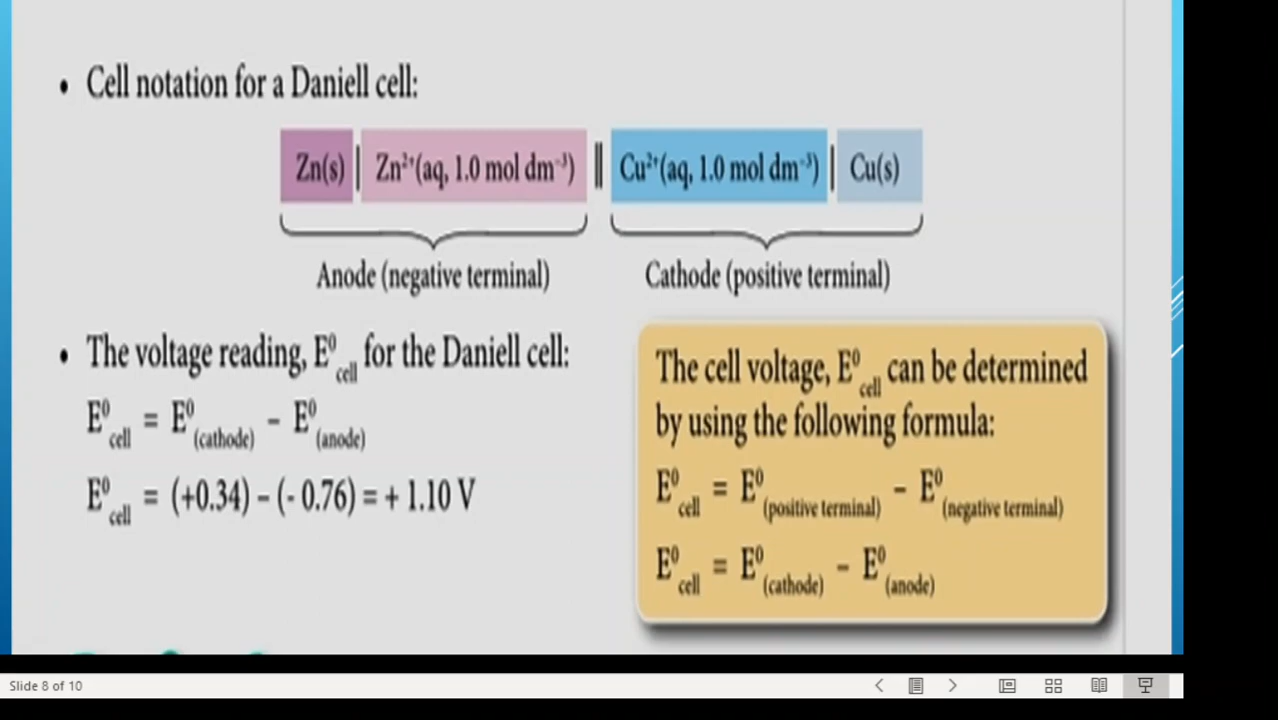 • Cell notation for a Daniell cell:
Zn(s) | Zn²⁺(aq, 1.0 mol dm⁻³) || Cu²⁺(aq, 1.0 mol dm⁻³) | Cu(s)
Anode (negative terminal) Cathode (positive terminal)
• The voltage reading, E⁰cell for the Daniell cell:
E⁰cell = E⁰(cathode) – E⁰(anode)
E⁰cell = (+0.34) – (- 0.76) = + 1.10 V
The cell voltage, E⁰cell can be determined
by using the following formula:
E⁰cell = E⁰(positive terminal) – E⁰(negative terminal)
E⁰cell = E⁰(cathode) – E⁰(anode)
Slide 8 of 10